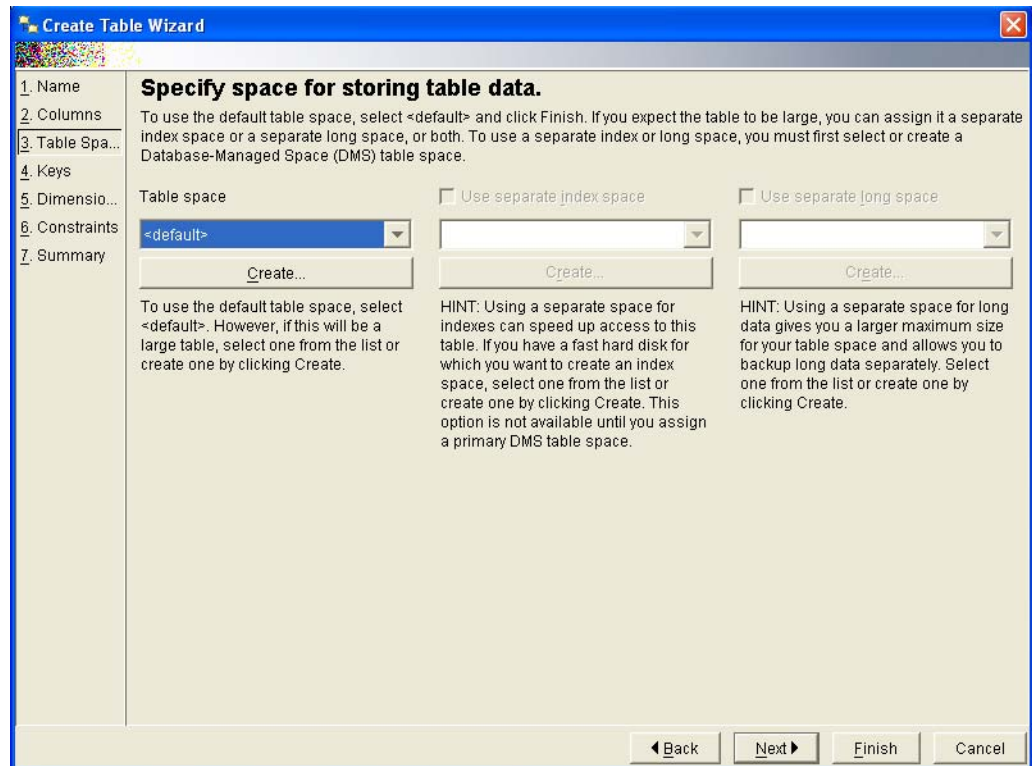 Create Table Wizard
1. Name
2. Columns
3. Table Spa...
4. Keys
5. Dimensio...
6. Constraints
7. Summary
Specify space for storing table data.
To use the default table space, select <default> and click Finish. If you expect the table to be large, you can assign it a separate
index space or a separate long space, or both. To use a separate index or long space, you must first select or create a
Database-Managed Space (DMS) table space.
Table space
<default>
Create...
To use the default table space, select
<default>. However, if this will be a
large table, select one from the list or
create one by clicking Create.
Use separate index space
Create...
HINT: Using a separate space for
indexes can speed up access to this
table. If you have a fast hard disk for
which you want to create an index
space, select one from the list or
create one by clicking Create. This
option is not available until you assign
a primary DMS table space.
Use separate long space
Create...
HINT: Using a separate space for long
data gives you a larger maximum size
for your table space and allows you to
backup long data separately. Select
one from the list or create one by
clicking Create.
Back
Next
Finish
Cancel